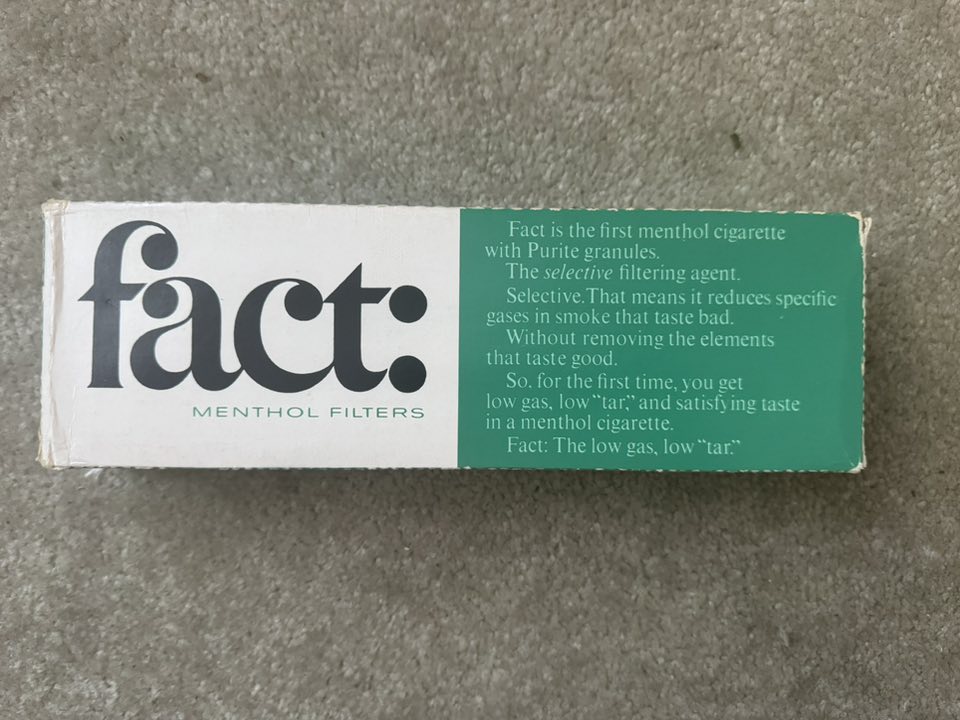 fact:
MENTHOL FILTERS
Fact is the first menthol cigarette
with Purite granules.
The selective filtering agent.
Selective. That means it reduces specific
gases in smoke that taste bad.
Without removing the elements
that taste good.
So, for the first time, you get
low gas, low “tar,” and satisfying taste
in a menthol cigarette.
Fact: The low gas, low “tar.”